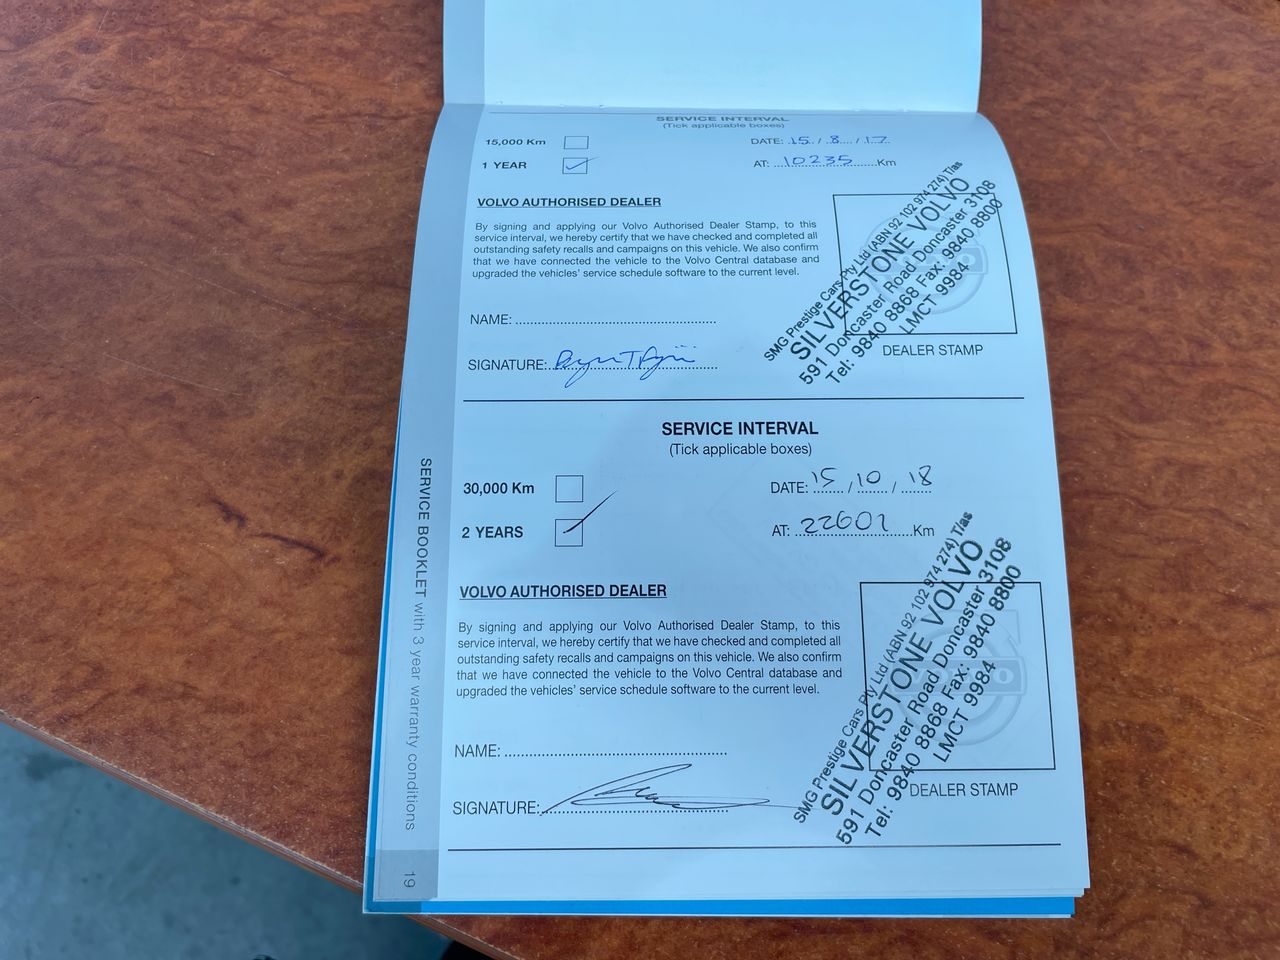 SERVICE INTERVAL
(Tick applicable boxes)
15,000 Km
DATE: 15 / 8 / 17
1 YEAR
AT: 10235 Km
VOLVO AUTHORISED DEALER
By signing and applying our Volvo Authorised Dealer Stamp, to this
service interval, we hereby certify that we have checked and completed all
outstanding safety recalls and campaigns on this vehicle. We also confirm
that we have connected the vehicle to the Volvo Central database and
upgraded the vehicles' service schedule software to the current level.
SMG Prestige Cars Pty Ltd (ABN 92 102 974 274) T/as
SILVERSTONE VOLVO
591 Doncaster Road Doncaster 3108
Tel: 9840 8868 Fax: 9840 8800
LMCT 9984
NAME:
DEALER STAMP
SIGNATURE:
SERVICE INTERVAL
(Tick applicable boxes)
30,000 Km
DATE: 15 / 10 / 18
2 YEARS
AT: 22601 Km
VOLVO AUTHORISED DEALER
By signing and applying our Volvo Authorised Dealer Stamp, to this
service interval, we hereby certify that we have checked and completed all
outstanding safety recalls and campaigns on this vehicle. We also confirm
that we have connected the vehicle to the Volvo Central database and
upgraded the vehicles' service schedule software to the current level.
SMG Prestige Cars Pty Ltd (ABN 92 102 974 274) T/as
SILVERSTONE VOLVO
591 Doncaster Road Doncaster 3108
Tel: 9840 8868 Fax: 9840 8800
LMCT 9984
NAME:
DEALER STAMP
SIGNATURE:
SERVICE BOOKLET with 3 year warranty conditions
19